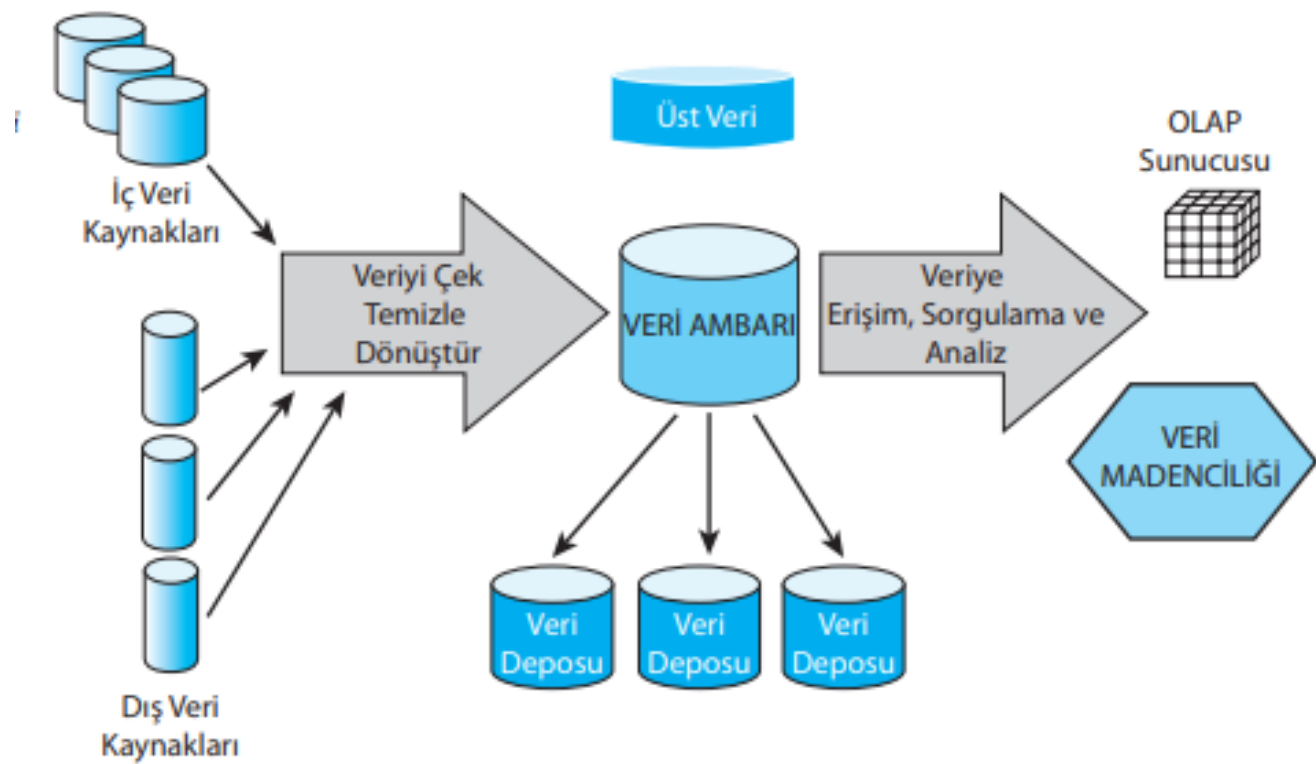 Üst Veri
OLAP
Sunucusu
İç Veri
Kaynakları
Veriyi Çek
Temizle
Dönüştür
VERİ AMBARI
Veriye
Erişim, Sorgulama ve
Analiz
VERİ
MADENCİLİĞİ
Veri
Deposu
Veri
Deposu
Veri
Deposu
Dış Veri
Kaynakları